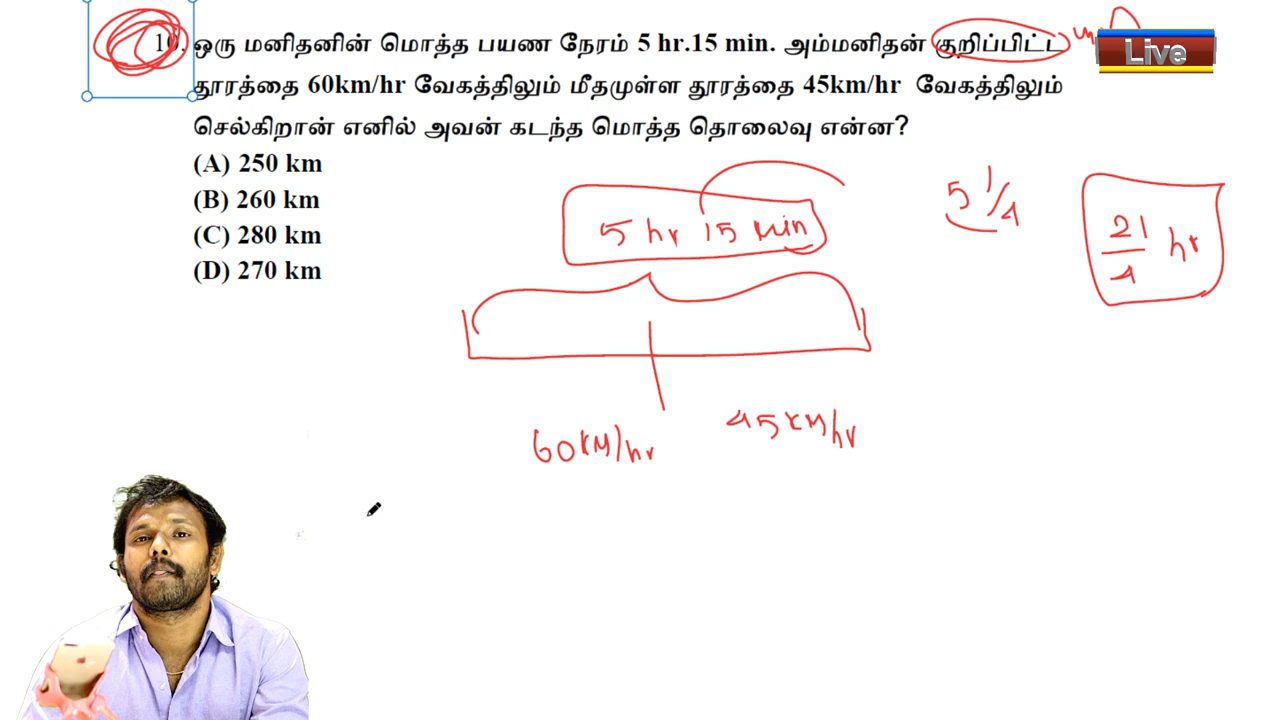 10. ஒரு மனிதனின் மொத்த பயண நேரம் 5 hr.15 min. அம்மனிதன் குறிப்பிட்ட
Live
தூரத்தை 60km/hr வேகத்திலும் மீதமுள்ள தூரத்தை 45km/hr வேகத்திலும்
செல்கிறான் எனில் அவன் கடந்த மொத்த தொலைவு என்ன?
(A) 250 km
(B) 260 km
(C) 280 km
(D) 270 km
5 hr 15 min
5 1/4
21/4 hr
60KM/hr
45KM/hr